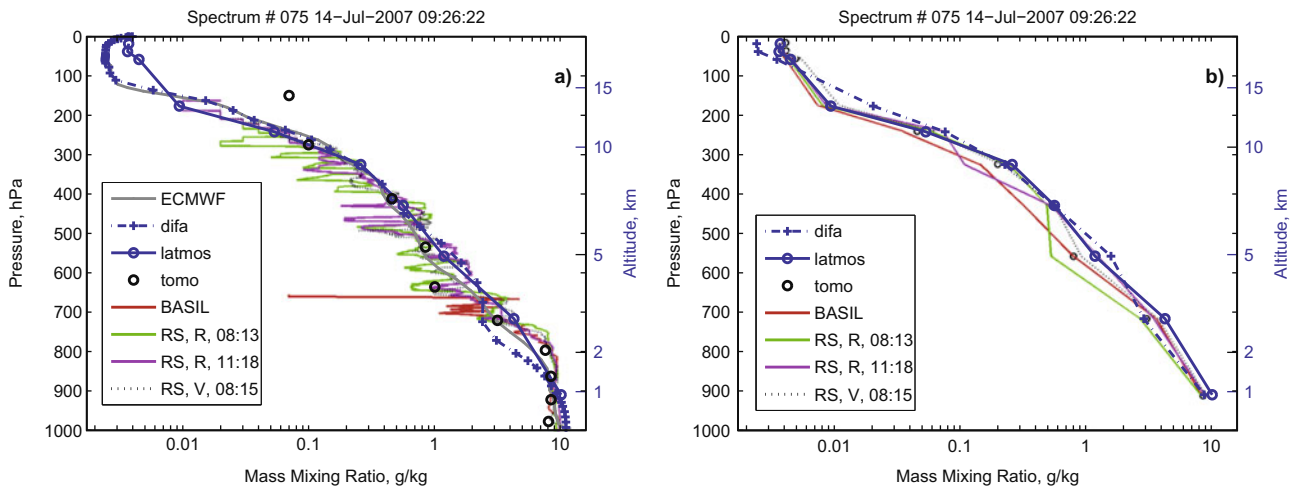 Spectrum # 075 14−Jul−2007 09:26:22
0
100
200
300
400
500
600
700
800
900
1000
Pressure, hPa
0.01
0.1
1
10
Mass Mixing Ratio, g/kg
15
10
5
2
1
Altitude, km
a)
ECMWF
difa
latmos
tomo
BASIL
RS, R, 08:13
RS, R, 11:18
RS, V, 08:15
Spectrum # 075 14−Jul−2007 09:26:22
0
100
200
300
400
500
600
700
800
900
1000
Pressure, hPa
0.01
0.1
1
10
Mass Mixing Ratio, g/kg
15
10
5
2
1
Altitude, km
b)
difa
latmos
tomo
BASIL
RS, R, 08:13
RS, R, 11:18
RS, V, 08:15